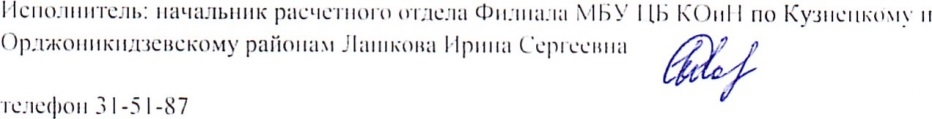 Исполнитель: начальник расчетного отдела Филиала МБУ ЦБ КОиН по Кузнецкому и
Орджоникидзевскому районам Лашкова Ирина Сергеевна
телефон 31-51-87